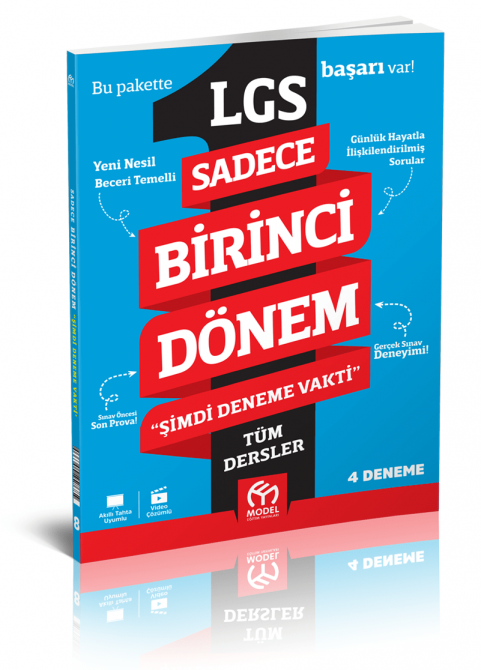 Bu pakette
başarı var!
LGS
SADECE
BİRİNCİ
DÖNEM
"ŞİMDİ DENEME VAKTİ"
TÜM
DERSLER
Yeni Nesil
Beceri Temelli
Günlük Hayatla
İlişkilendirilmiş
Sorular
Gerçek Sınav
Deneyimi!
Sınav Öncesi
Son Prova!
4 DENEME
Akıllı Tahta
Uyumlu
Video
Çözümlü
MODEL
EĞİTİM YAYINLARI
SADECE BİRİNCİ DÖNEM "ŞİMDİ DENEME VAKTİ"
8